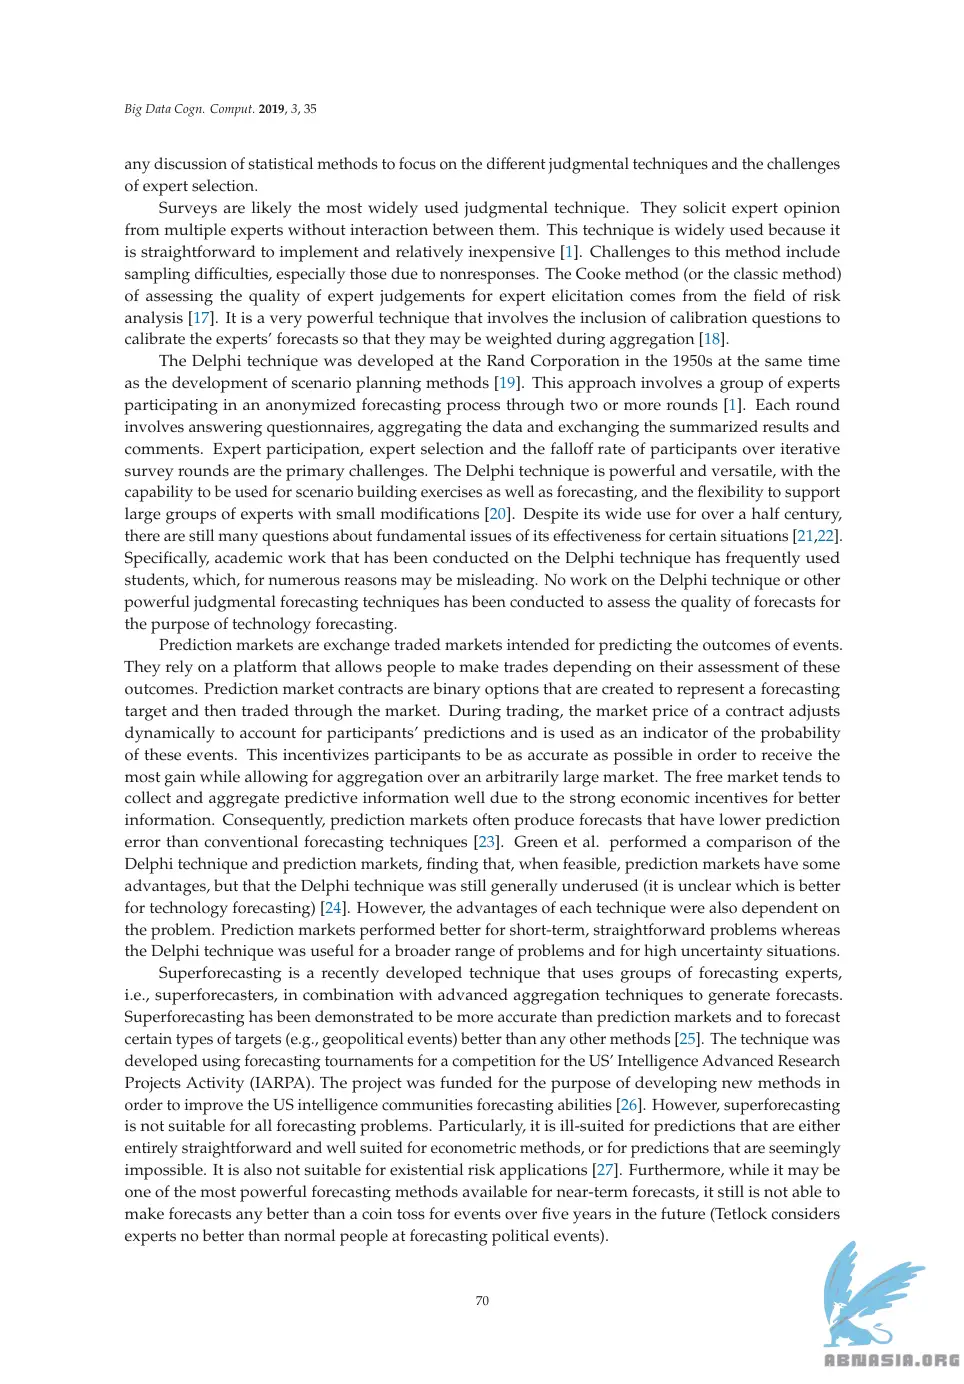 Big Data Cogn. Comput. 2019, 3, 35
any discussion of statistical methods to focus on the different judgmental techniques and the challenges
of expert selection.
Surveys are likely the most widely used judgmental technique. They solicit expert opinion
from multiple experts without interaction between them. This technique is widely used because it
is straightforward to implement and relatively inexpensive [1]. Challenges to this method include
sampling difficulties, especially those due to nonresponses. The Cooke method (or the classic method)
of assessing the quality of expert judgements for expert elicitation comes from the field of risk
analysis [17]. It is a very powerful technique that involves the inclusion of calibration questions to
calibrate the experts' forecasts so that they may be weighted during aggregation [18].
The Delphi technique was developed at the Rand Corporation in the 1950s at the same time
as the development of scenario planning methods [19]. This approach involves a group of experts
participating in an anonymized forecasting process through two or more rounds [1]. Each round
involves answering questionnaires, aggregating the data and exchanging the summarized results and
comments. Expert participation, expert selection and the falloff rate of participants over iterative
survey rounds are the primary challenges. The Delphi technique is powerful and versatile, with the
capability to be used for scenario building exercises as well as forecasting, and the flexibility to support
large groups of experts with small modifications [20]. Despite its wide use for over a half century,
there are still many questions about fundamental issues of its effectiveness for certain situations [21,22].
Specifically, academic work that has been conducted on the Delphi technique has frequently used
students, which, for numerous reasons may be misleading. No work on the Delphi technique or other
powerful judgmental forecasting techniques has been conducted to assess the quality of forecasts for
the purpose of technology forecasting.
Prediction markets are exchange traded markets intended for predicting the outcomes of events.
They rely on a platform that allows people to make trades depending on their assessment of these
outcomes. Prediction market contracts are binary options that are created to represent a forecasting
target and then traded through the market. During trading, the market price of a contract adjusts
dynamically to account for participants' predictions and is used as an indicator of the probability
of these events. This incentivizes participants to be as accurate as possible in order to receive the
most gain while allowing for aggregation over an arbitrarily large market. The free market tends to
collect and aggregate predictive information well due to the strong economic incentives for better
information. Consequently, prediction markets often produce forecasts that have lower prediction
error than conventional forecasting techniques [23]. Green et al. performed a comparison of the
Delphi technique and prediction markets, finding that, when feasible, prediction markets have some
advantages, but that the Delphi technique was still generally underused (it is unclear which is better
for technology forecasting) [24]. However, the advantages of each technique were also dependent on
the problem. Prediction markets performed better for short-term, straightforward problems whereas
the Delphi technique was useful for a broader range of problems and for high uncertainty situations.
Superforecasting is a recently developed technique that uses groups of forecasting experts,
i.e., superforecasters, in combination with advanced aggregation techniques to generate forecasts.
Superforecasting has been demonstrated to be more accurate than prediction markets and to forecast
certain types of targets (e.g., geopolitical events) better than any other methods [25]. The technique was
developed using forecasting tournaments for a competition for the US' Intelligence Advanced Research
Projects Activity (IARPA). The project was funded for the purpose of developing new methods in
order to improve the US intelligence communities forecasting abilities [26]. However, superforecasting
is not suitable for all forecasting problems. Particularly, it is ill-suited for predictions that are either
entirely straightforward and well suited for econometric methods, or for predictions that are seemingly
impossible. It is also not suitable for existential risk applications [27]. Furthermore, while it may be
one of the most powerful forecasting methods available for near-term forecasts, it still is not able to
make forecasts any better than a coin toss for events over five years in the future (Tetlock considers
experts no better than normal people at forecasting political events).
70
ABNASIA.ORG